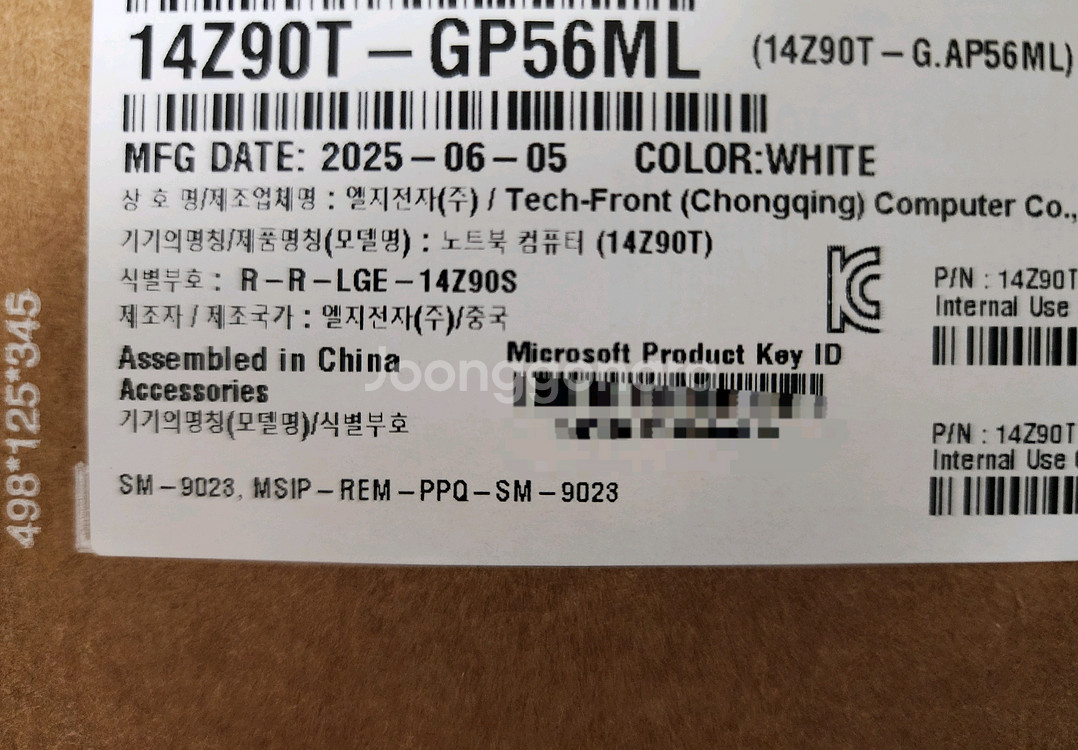 14Z90T-GP56ML (14Z90T-G.AP56ML)
MFG DATE: 2025-06-05 COLOR:WHITE
상 호 명/제조업체명 : 엘지전자(주) / Tech-Front (Chongqing) Computer Co.,
기기의명칭/제품명칭(모델명) : 노트북 컴퓨터 (14Z90T)
식별부호 : R-R-LGE-14Z90S
제조자 / 제조국가 : 엘지전자(주)/중국
Assembled in China
Accessories
기기의명칭(모델명)/식별부호
SM-9023, MSIP-REM-PPQ-SM-9023
Microsoft Product Key ID
P/N : 14Z90T
Internal Use
P/N : 14Z90T
Internal Use
498*125*345
Joonggonara